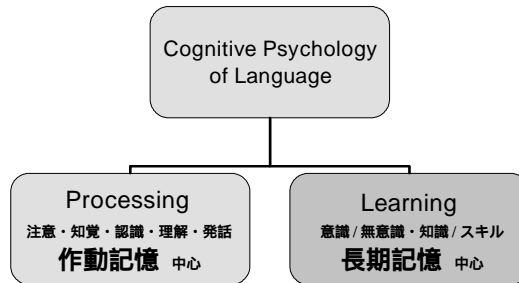 Cognitive Psychology
of Language
Processing
注意・知覚・認識・理解・発話
作動記憶 中心
Learning
意識/無意識・知識/スキル
長期記憶 中心